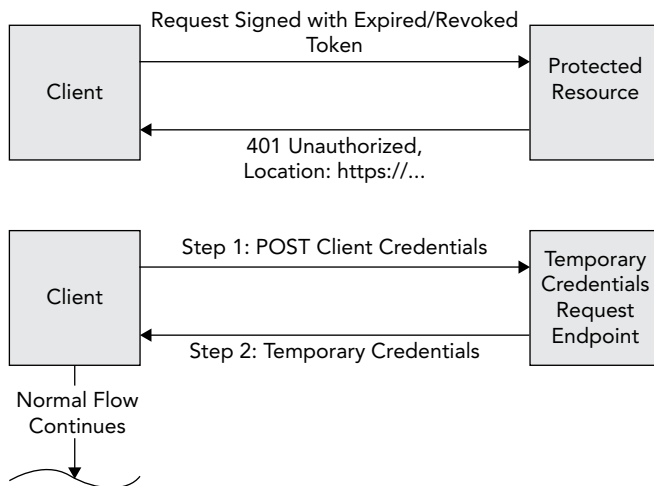 Request Signed with Expired/Revoked
Token
Client
Protected
Resource
401 Unauthorized,
Location: https://...
Step 1: POST Client Credentials
Client
Temporary
Credentials
Request
Endpoint
Step 2: Temporary Credentials
Normal Flow
Continues